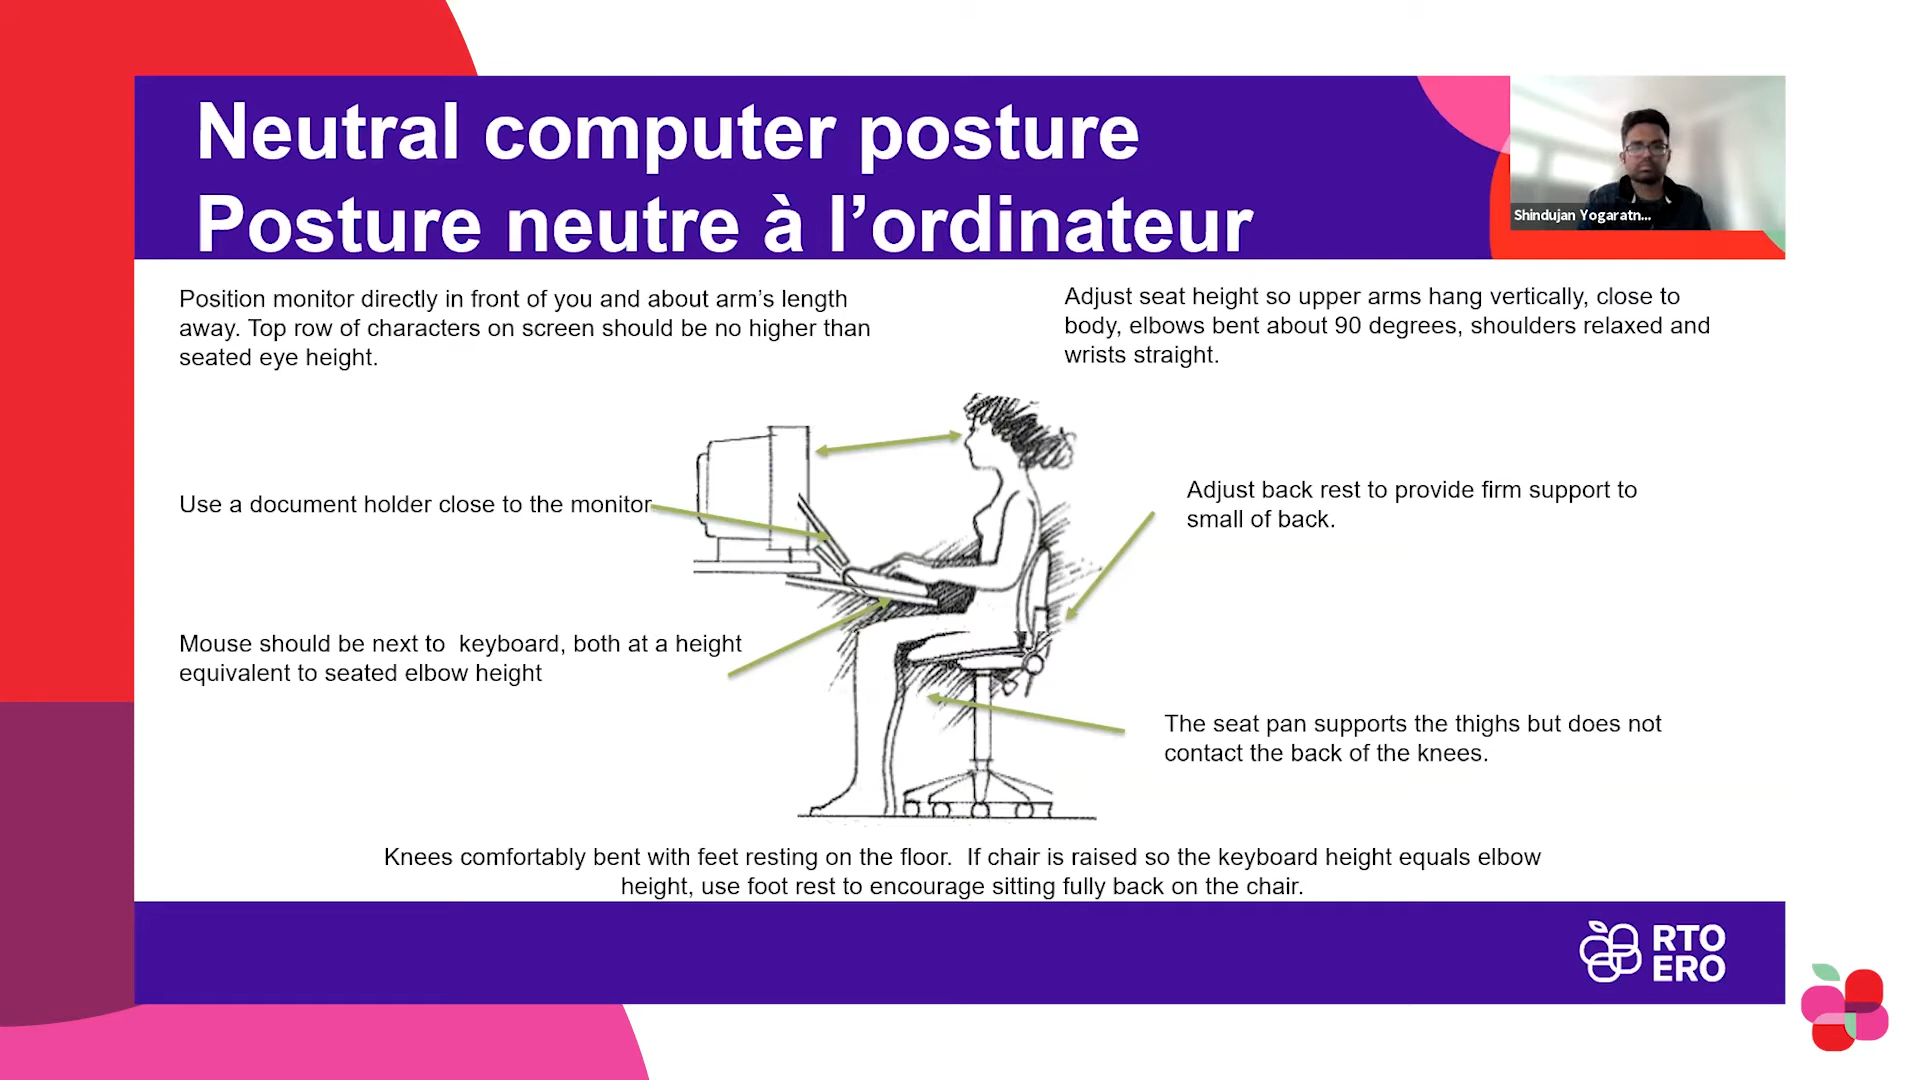 Neutral computer posture
Posture neutre à l’ordinateur
Shindujan Yogaratn...
Position monitor directly in front of you and about arm’s length
away. Top row of characters on screen should be no higher than
seated eye height.
Adjust seat height so upper arms hang vertically, close to
body, elbows bent about 90 degrees, shoulders relaxed and
wrists straight.
Use a document holder close to the monitor
Adjust back rest to provide firm support to
small of back.
Mouse should be next to  keyboard, both at a height
equivalent to seated elbow height
The seat pan supports the thighs but does not
contact the back of the knees.
Knees comfortably bent with feet resting on the floor.  If chair is raised so the keyboard height equals elbow
height, use foot rest to encourage sitting fully back on the chair.
RTO
ERO